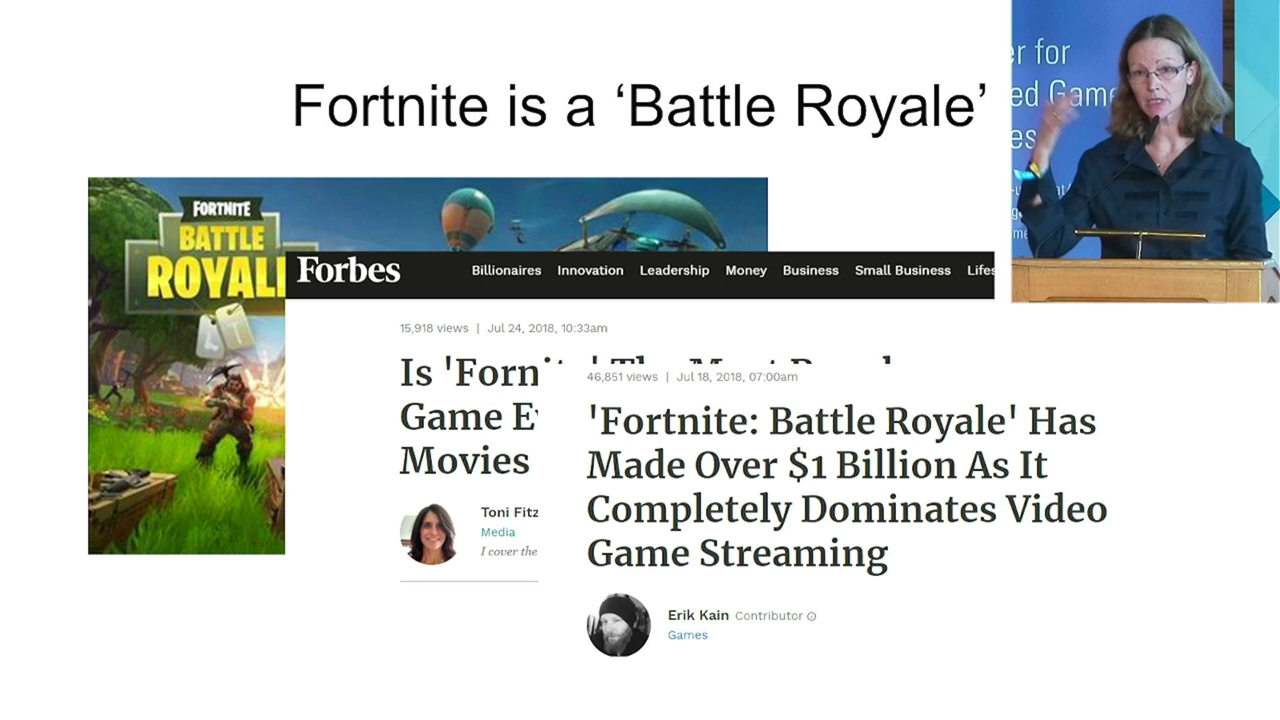 Fortnite is a ‘Battle Royale’
FORTNITE
BATTLE
Forbes
Billionaires Innovation Leadership Money Business Small Business
15,918 views | Jul 24, 2018, 10:33am
Is 'Forn
Game
Movies
Toni Fitz
Media
I cover the
46,851 views | Jul 18, 2018, 07:00am
'Fortnite: Battle Royale' Has
Made Over $1 Billion As It
Completely Dominates Video
Game Streaming
Erik Kain Contributor
Games
for